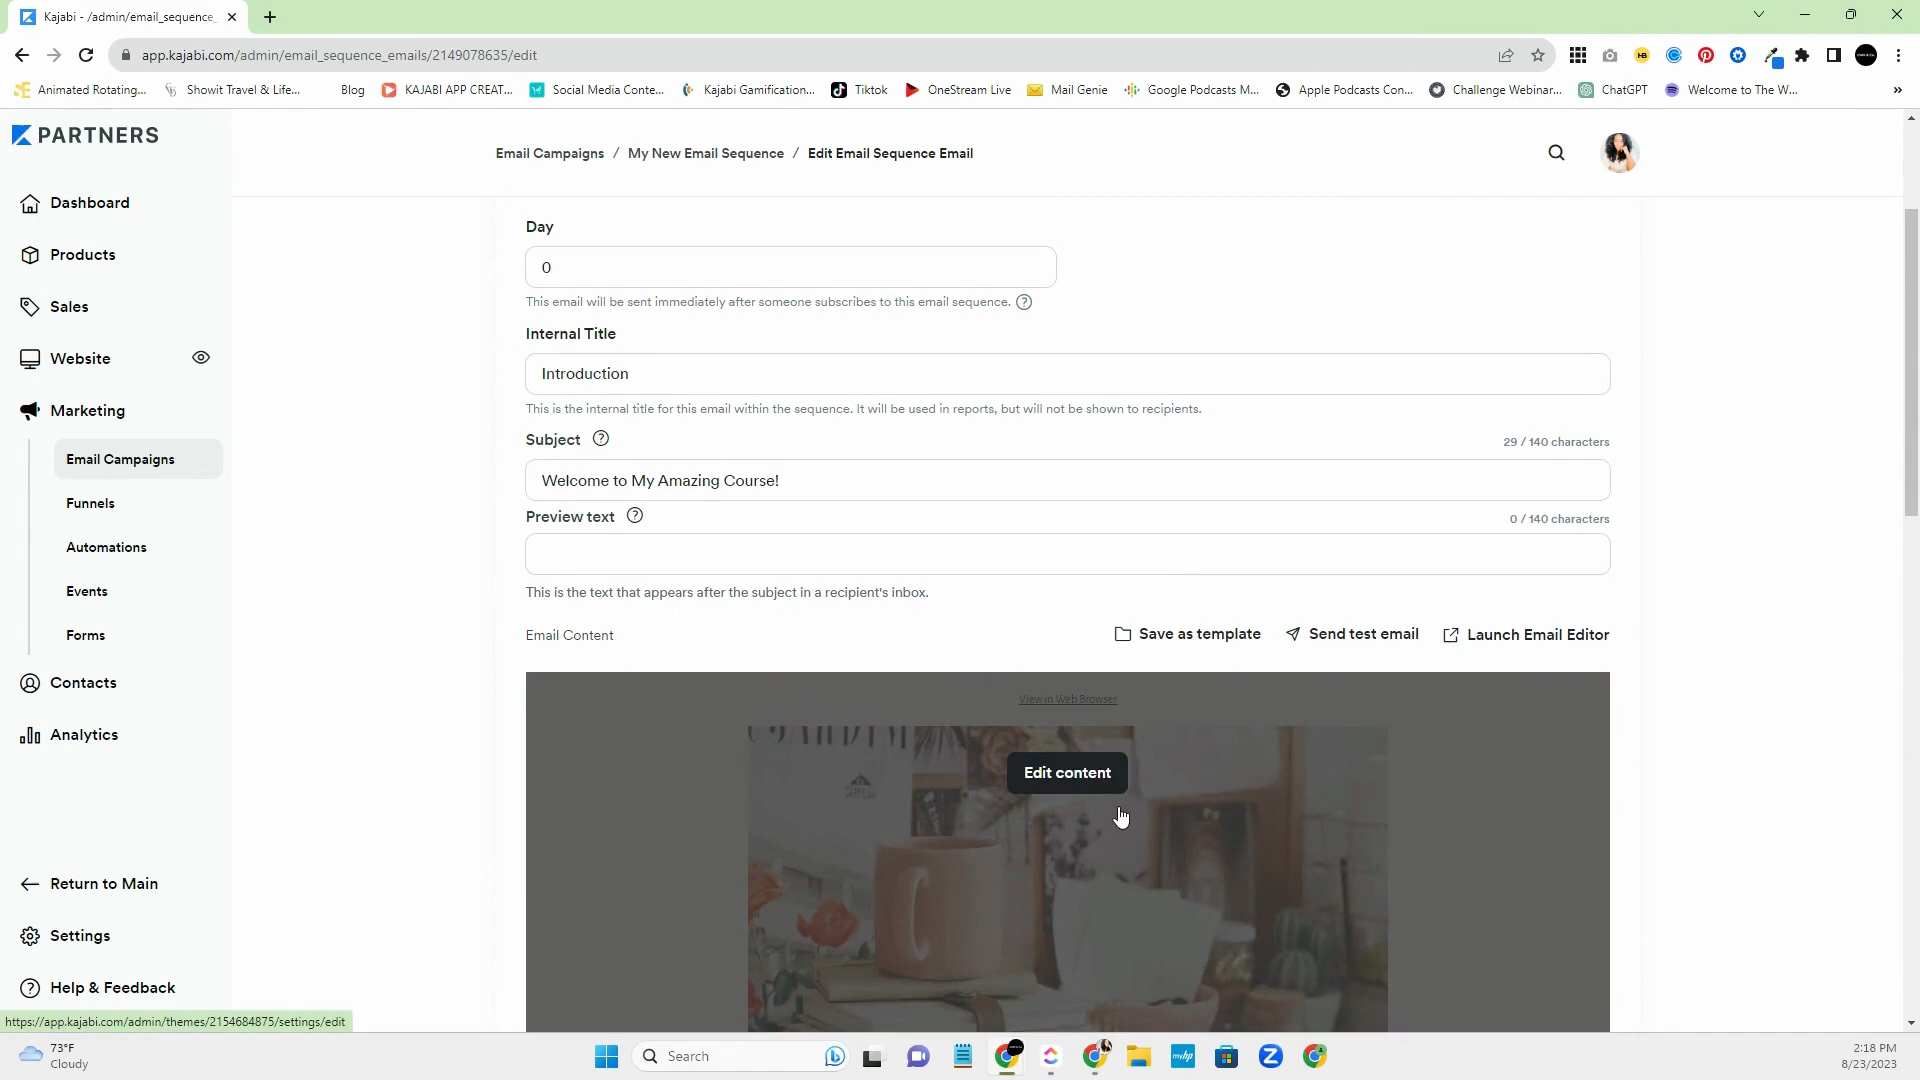 Kajabi - /admin/email_sequence_
app.kajabi.com/admin/email_sequence_emails/2149078635/edit
Animated Rotating...
Showit Travel & Life...
Blog
KAJABI APP CREAT...
Social Media Conte...
Kajabi Gamification...
Tiktok
OneStream Live
Mail Genie
Google Podcasts M...
Apple Podcasts Con...
Challenge Webinar...
ChatGPT
Welcome to The W...
PARTNERS
Email Campaigns / My New Email Sequence / Edit Email Sequence Email
Dashboard
Products
Sales
Website
Marketing
Email Campaigns
Funnels
Automations
Events
Forms
Contacts
Analytics
Return to Main
Settings
Help & Feedback
Day
0
This email will be sent immediately after someone subscribes to this email sequence.
Internal Title
Introduction
This is the internal title for this email within the sequence. It will be used in reports, but will not be shown to recipients.
Subject
29 / 140 characters
Welcome to My Amazing Course!
Preview text
0 / 140 characters
This is the text that appears after the subject in a recipient's inbox.
Email Content
Save as template
Send test email
Launch Email Editor
View in Web Browser
Edit content
https://app.kajabi.com/admin/themes/2154684875/settings/edit
73°F
Cloudy
Search
2:18 PM
8/23/2023